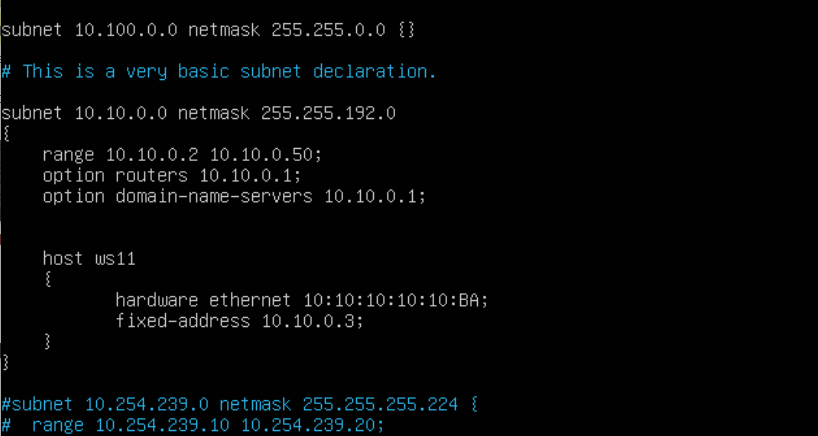 subnet 10.100.0.0 netmask 255.255.0.0 {}
# This is a very basic subnet declaration.
subnet 10.10.0.0 netmask 255.255.192.0
{
range 10.10.0.2 10.10.0.50;
option routers 10.10.0.1;
option domain-name-servers 10.10.0.1;
host ws11
{
hardware ethernet 10:10:10:10:10:BA;
fixed-address 10.10.0.3;
}
}
#subnet 10.254.239.0 netmask 255.255.255.224 {
#  range 10.254.239.10 10.254.239.20;